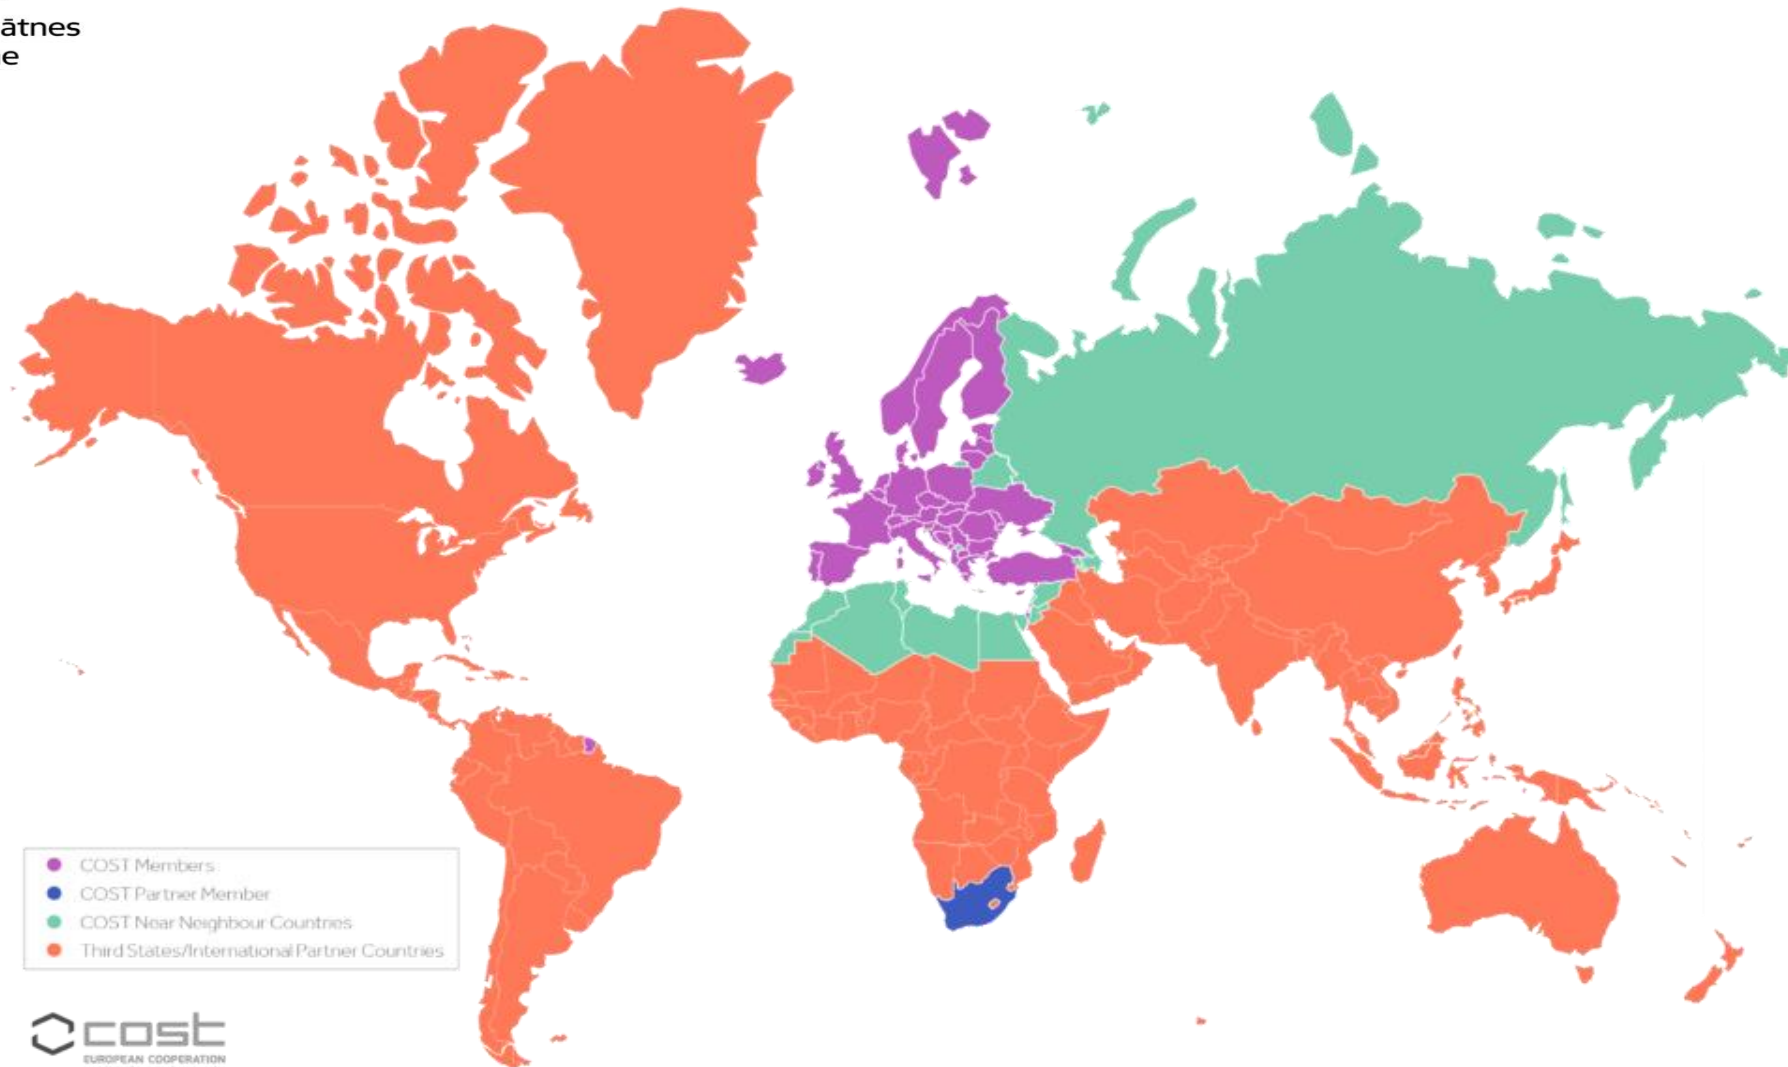 ātnes
e
COST Members
COST Partner Member
COST Near Neighbour Countries
Third States/International Partner Countries
cost
EUROPEAN COOPERATION